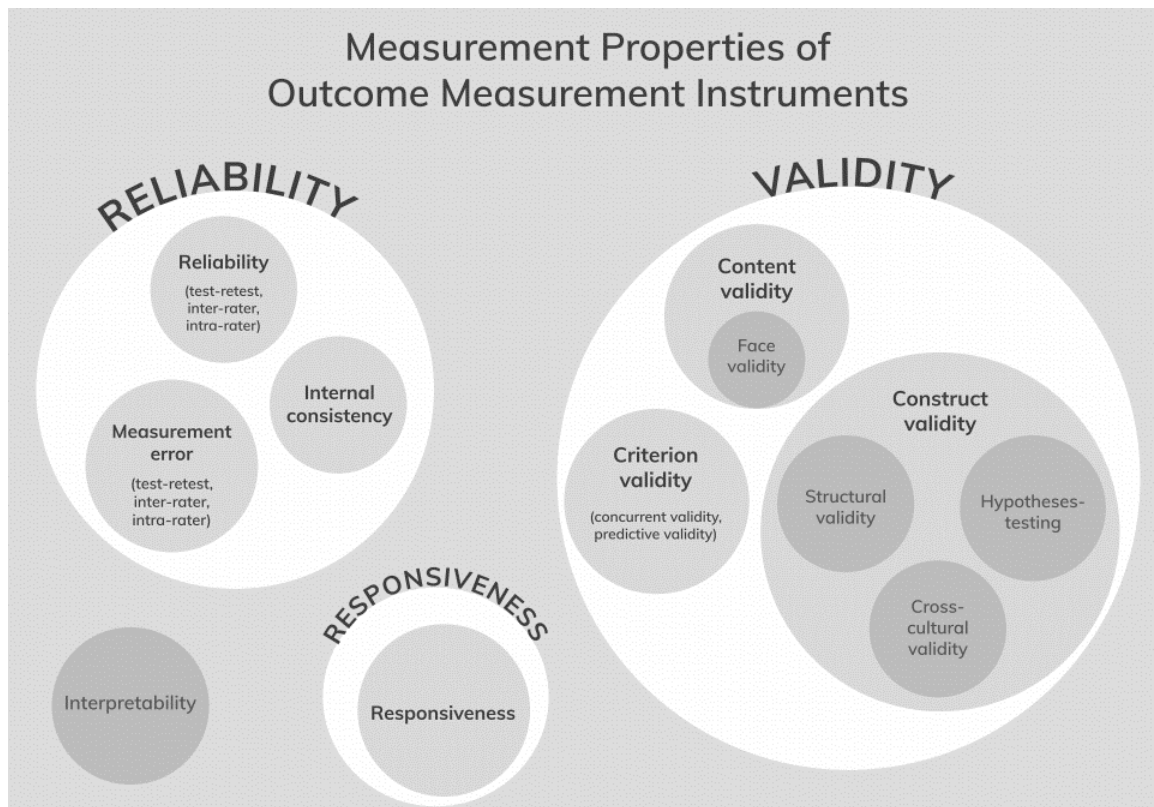 Measurement Properties of
Outcome Measurement Instruments
RELIABILITY
Reliability
(test-retest,
inter-rater,
intra-rater)
Internal
consistency
Measurement
error
(test-retest,
inter-rater,
intra-rater)
VALIDITY
Content
validity
Face
validity
Criterion
validity
(concurrent validity,
predictive validity)
Construct
validity
Structural
validity
Hypotheses-
testing
Cross-
cultural
validity
RESPONSIVENESS
Responsiveness
Interpretability